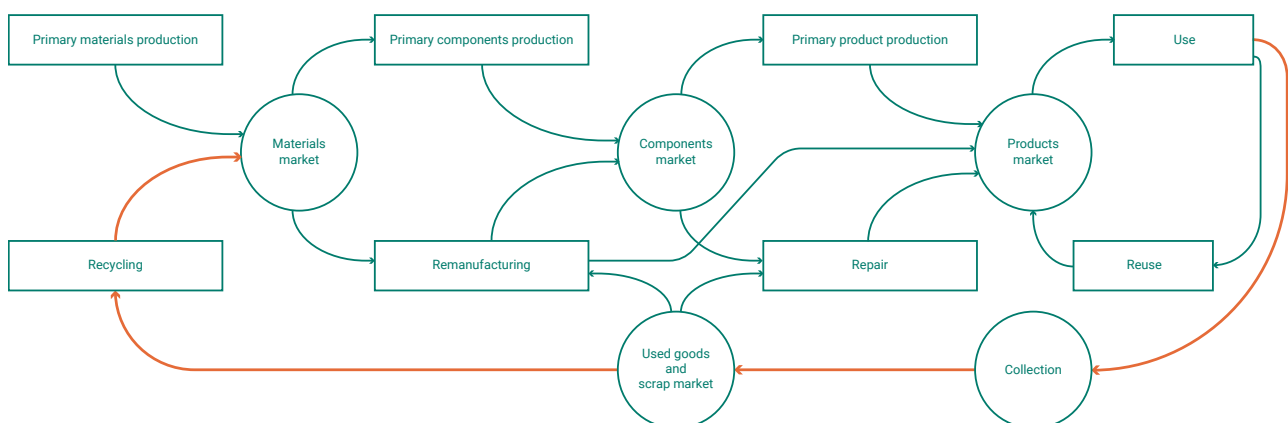 Primary materials production
Primary components production
Primary product production
Use
Materials
market
Components
market
Products
market
Recycling
Remanufacturing
Repair
Reuse
Used goods
and
scrap market
Collection